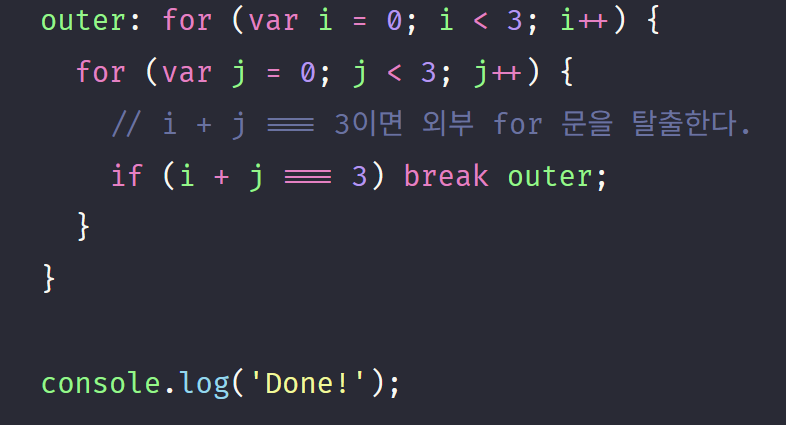 outer: for (var i = 0; i < 3; i++) {
  for (var j = 0; j < 3; j++) {
    // i + j === 3이면 외부 for 문을 탈출한다.
    if (i + j === 3) break outer;
  }
}
console.log('Done!');